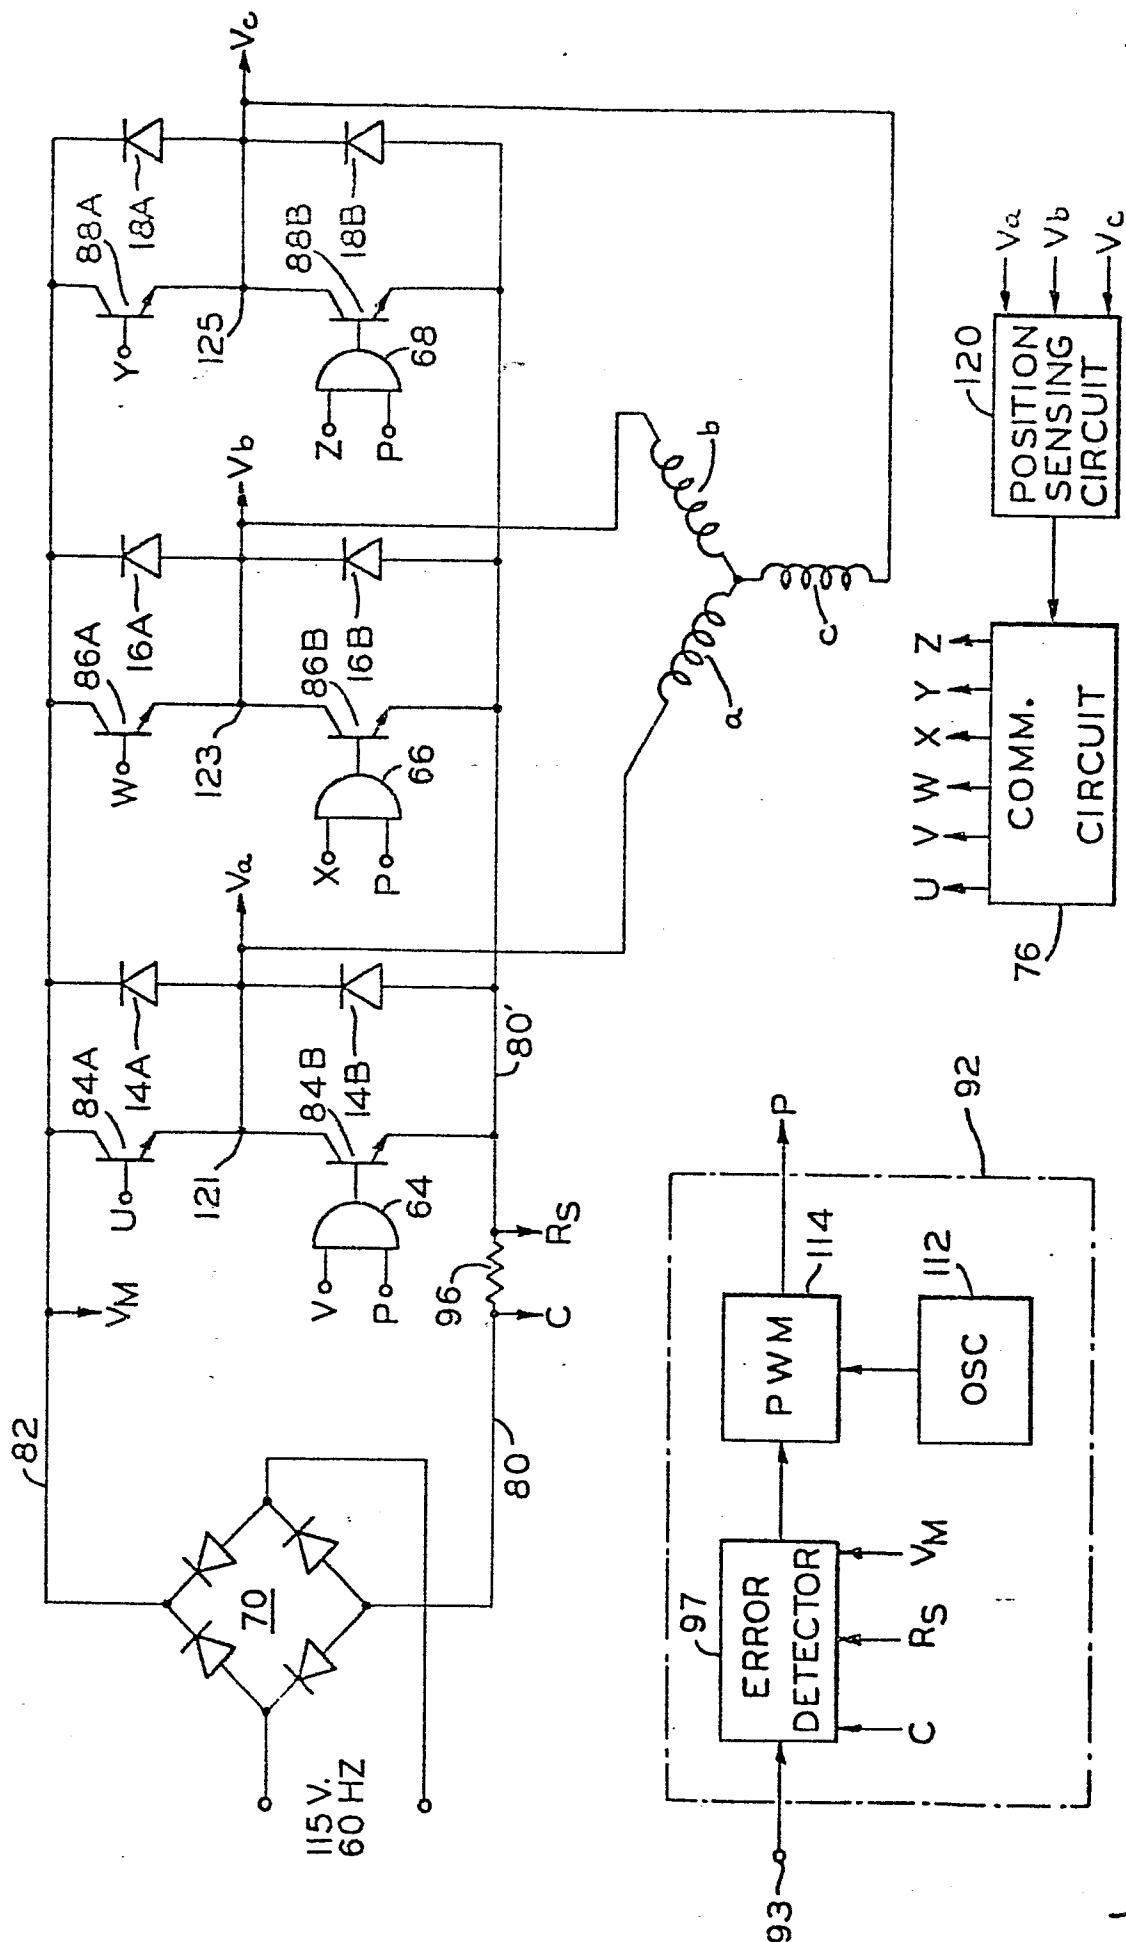 82
VM
U
84A
14A
121
Va
V
P
64
84B
14B
C
96
RS
80
80'
70
115 V.
60 HZ
W
86A
16A
123
Vb
X
P
66
86B
16B
Y
88A
18A
125
Vc
Z
P
68
88B
18B
a
b
c
93
97
ERROR
DETECTOR
C
RS
VM
PWM
114
P
OSC
112
92
U V W X Y Z
COMM.
CIRCUIT
76
120
POSITION
SENSING
CIRCUIT
Va
Vb
Vc